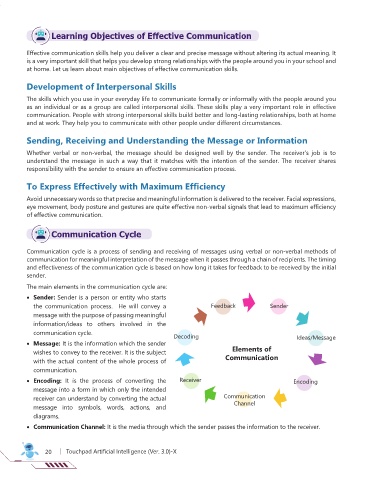 Learning Objectives of Effective Communication
Effective communication skills help you deliver a clear and precise message without altering its actual meaning. It
is a very important skill that helps you develop strong relationships with the people around you in your school and
at home. Let us learn about main objectives of effective communication skills.
Development of Interpersonal Skills
The skills which you use in your everyday life to communicate formally or informally with the people around you
as an individual or as a group are called interpersonal skills. These skills play a very important role in effective
communication. People with strong interpersonal skills build better and long-lasting relationships, both at home
and at work. They help you to communicate with other people under different circumstances.
Sending, Receiving and Understanding the Message or Information
Whether verbal or non-verbal, the message should be designed well by the sender. The receiver's job is to
understand the message in such a way that it matches with the intention of the sender. The receiver shares
responsibility with the sender to ensure an effective communication process.
To Express Effectively with Maximum Efficiency
Avoid unnecessary words so that precise and meaningful information is delivered to the receiver. Facial expressions,
eye movement, body posture and gestures are quite effective non-verbal signals that lead to maximum efficiency
of effective communication.
Communication Cycle
Communication cycle is a process of sending and receiving of messages using verbal or non-verbal methods of
communication for meaningful interpretation of the message when it passes through a chain of recipients. The timing
and effectiveness of the communication cycle is based on how long it takes for feedback to be received by the initial
sender.
The main elements in the communication cycle are:
• Sender: Sender is a person or entity who starts
the communication process. He will convey a
message with the purpose of passing meaningful
information/ideas to others involved in the
communication cycle.
• Message: It is the information which the sender
wishes to convey to the receiver. It is the subject
with the actual content of the whole process of
communication.
• Encoding: It is the process of converting the
message into a form in which only the intended
receiver can understand by converting the actual
message into symbols, words, actions, and
diagrams.
Feedback
Sender
Decoding
Ideas/Message
Elements of
Communication
Receiver
Encoding
Communication
Channel
• Communication Channel: It is the media through which the sender passes the information to the receiver.
20 | Touchpad Artificial Intelligence (Ver. 3.0)-X